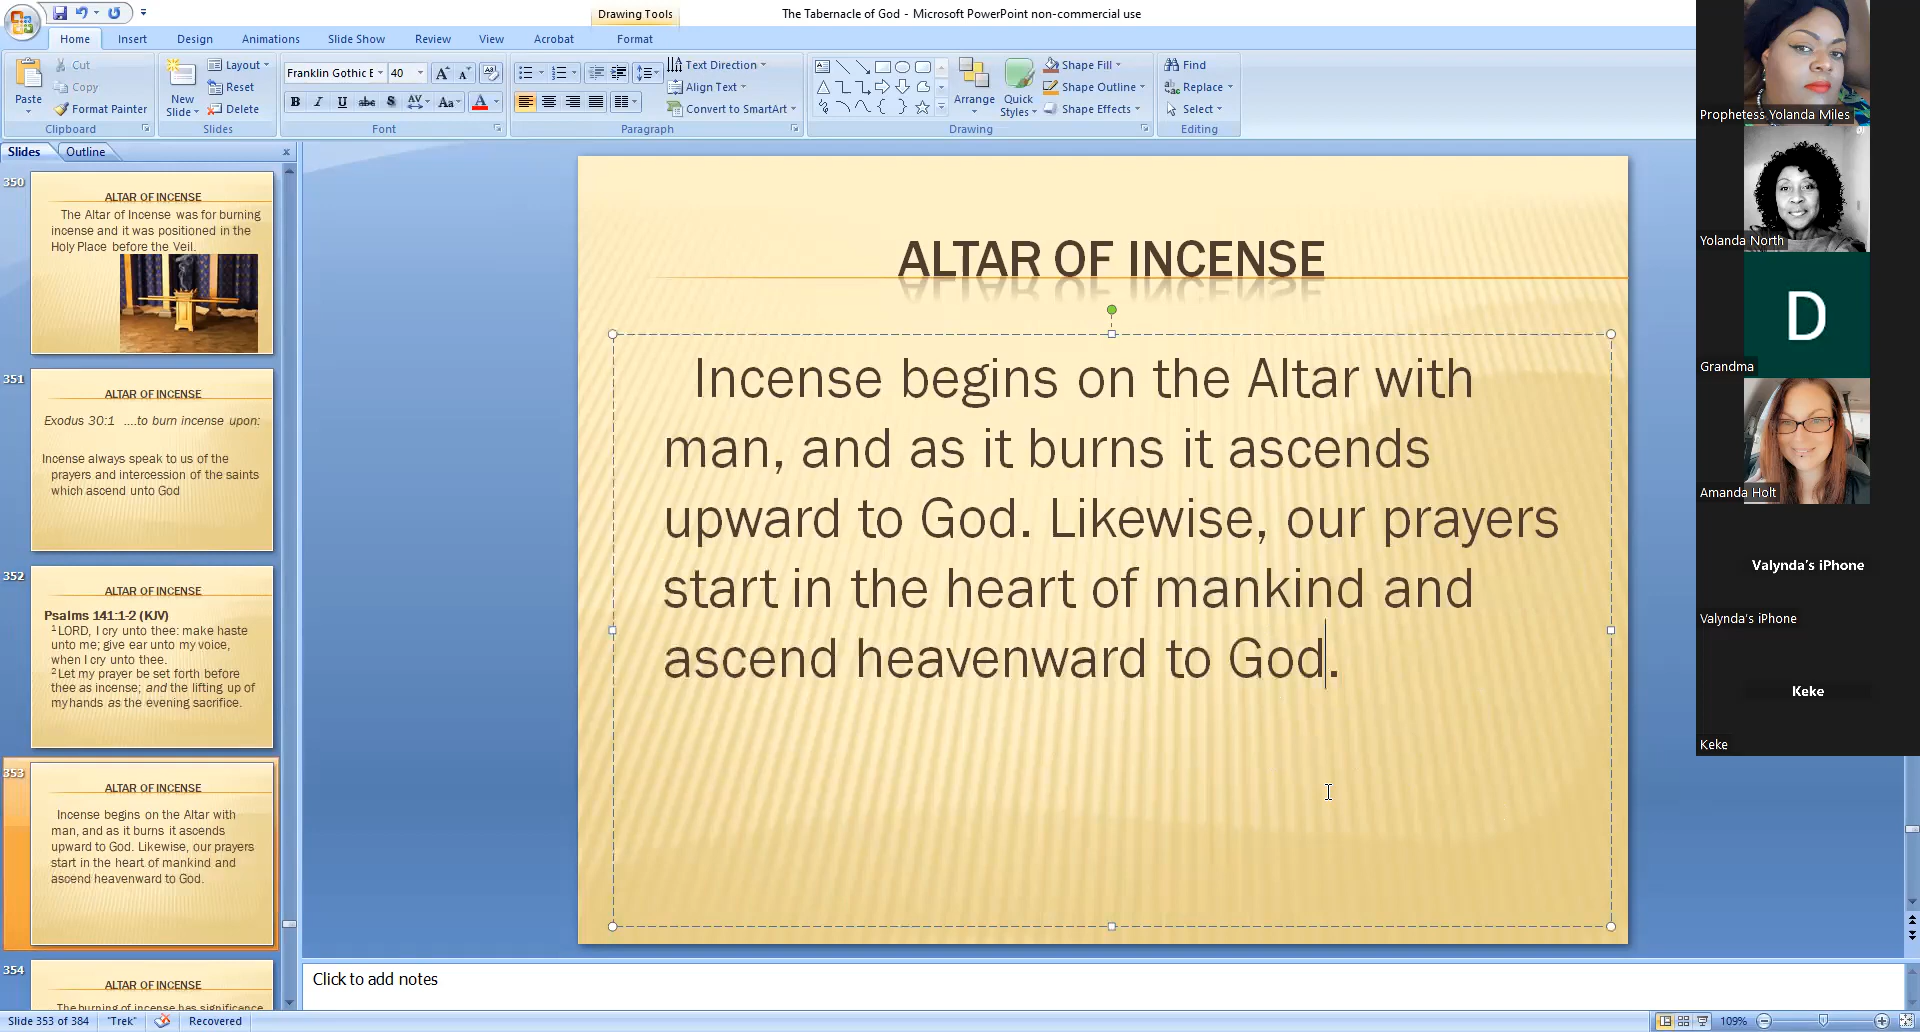 Drawing Tools
The Tabernacle of God - Microsoft PowerPoint non-commercial use
Home Insert Design Animations Slide Show Review View Acrobat Format
Paste
Cut
Copy
Format Painter
Clipboard
New Slide
Layout
Reset
Delete
Slides
Franklin Gothic E 40
B I U abc S AV Aa A
Font
Text Direction
Align Text
Convert to SmartArt
Paragraph
Arrange
Quick Styles
Shape Fill
Shape Outline
Shape Effects
Drawing
Find
Replace
Select
Editing
Slides Outline
350
ALTAR OF INCENSE
The Altar of Incense was for burning
incense and it was positioned in the
Holy Place before the Veil.
351
ALTAR OF INCENSE
Exodus 30:1 ....to burn incense upon:
Incense always speak to us of the
prayers and intercession of the saints
which ascend unto God
352
ALTAR OF INCENSE
Psalms 141:1-2 (KJV)
1 LORD, I cry unto thee: make haste
unto me; give ear unto my voice,
when I cry unto thee.
2 Let my prayer be set forth before
thee as incense; and the lifting up of
my hands as the evening sacrifice.
353
ALTAR OF INCENSE
Incense begins on the Altar with
man, and as it burns it ascends
upward to God. Likewise, our prayers
start in the heart of mankind and
ascend heavenward to God.
354
ALTAR OF INCENSE
The burning of incense has significance
ALTAR OF INCENSE
Incense begins on the Altar with
man, and as it burns it ascends
upward to God. Likewise, our prayers
start in the heart of mankind and
ascend heavenward to God.
Click to add notes
Slide 353 of 384 "Trek" Recovered 109%
Prophetess Yolanda Miles
Yolanda North
D
Grandma
Amanda Holt
Valynda's iPhone
Valynda's iPhone
Keke
Keke